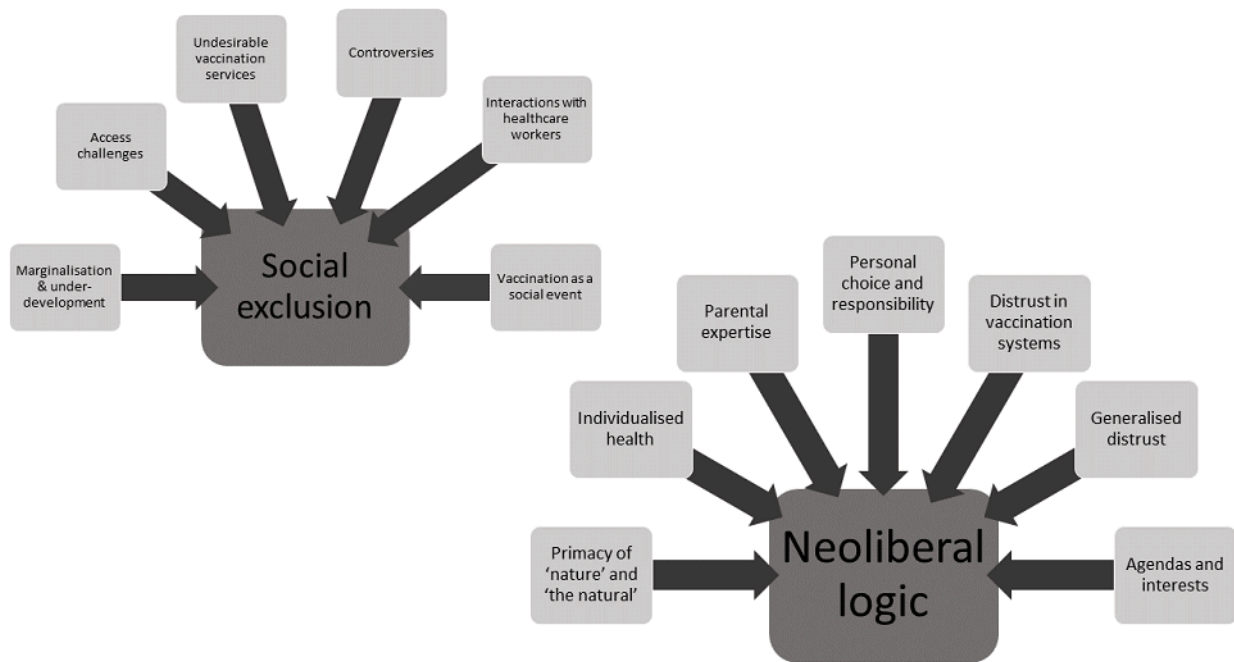 Undesirable
vaccination
services
Controversies
Interactions with
healthcare
workers
Access
challenges
Marginalisation
& under-
development
Social
exclusion
Vaccination as a
social event
Personal
choice and
responsibility
Parental
expertise
Distrust in
vaccination
systems
Individualised
health
Generalised
distrust
Primacy of
‘nature’ and
‘the natural’
Neoliberal
logic
Agendas and
interests